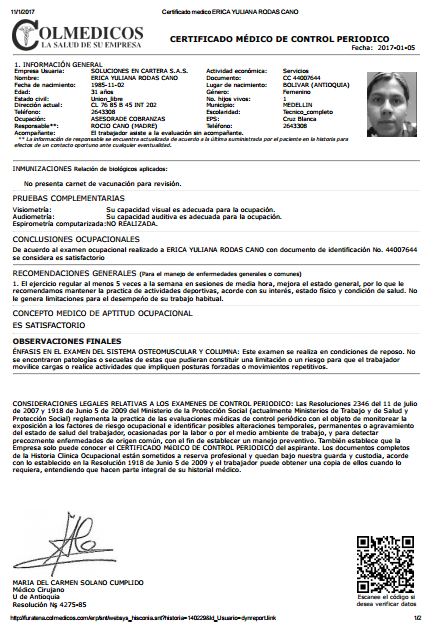 11/1/2017 Certificado medico ERICA YULIANA RODAS CANO
COLMEDICOS
LA SALUD DE SU EMPRESA
CERTIFICADO MÉDICO DE CONTROL PERIODICO
Fecha: 2017-01-05
1. INFORMACIÓN GENERAL
Empresa Usuaria: SOLUCIONES EN CARTERA S.A.S. Actividad económica: Servicios
Nombre: ERICA YULIANA RODAS CANO Documento: CC 44007644
Fecha de nacimiento: 1985-11-02 Lugar de nacimiento: BOLIVAR (ANTIOQUIA)
Edad: 31 años Género: Femenino
Estado civil: Union_libre No. hijos vivos: 1
Dirección actual: CL 76 85 B 45 INT 202 Municipio: MEDELLIN
Teléfono: 2643308 Escolaridad: Tecnico_completo
Ocupación: ASESORADE COBRANZAS EPS: Cruz Blanca
Responsable**: ROCIO CANO (MADRE) Teléfono: 2643308
Acompañante: El trabajador asiste a la evaluación sin acompañante.
** La información de responsable se encuentra actualizada de acuerdo a la última suministrada por el paciente en la historia para
efectos de un contacto oportuno ante cualquier eventualidad.
INMUNIZACIONES Relación de biológicos aplicados:
No presenta carnet de vacunación para revisión.
PRUEBAS COMPLEMENTARIAS
Visiometría: Su capacidad visual es adecuada para la ocupación.
Audiometría: Su capacidad auditiva es adecuada para la ocupación.
Espirometría computarizada:NO REALIZADA.
CONCLUSIONES OCUPACIONALES
De acuerdo al examen ocupacional realizado a ERICA YULIANA RODAS CANO con documento de identificación No. 44007644
se considera es satisfactorio
RECOMENDACIONES GENERALES (Para el manejo de enfermedades generales o comunes)
1. El ejercicio regular al menos 5 veces a la semana en sesiones de media hora, mejora el estado general, por lo que le
recomendamos mantener la practica de actividades deportivas, acorde con su interés, estado físico y condición de salud. No
le genera limitaciones para el desempeño de su trabajo habitual.
CONCEPTO MEDICO DE APTITUD OCUPACIONAL
ES SATISFACTORIO
OBSERVACIONES FINALES
ÉNFASIS EN EL EXAMEN DEL SISTEMA OSTEOMUSCULAR Y COLUMNA: Este examen se realiza en condiciones de reposo. No
se encontraron patologías o secuelas de estas que pudieran constituir una limitación o un riesgo para que el trabajador
movilice cargas o realice actividades que impliquen posturas forzadas o movimientos repetitivos.
CONSIDERACIONES LEGALES RELATIVAS A LOS EXAMENES DE CONTROL PERIODICO: Las Resoluciones 2346 del 11 de Julio
de 2007 y 1918 de Junio 5 de 2009 del Ministerio de la Protección Social (actualmente Ministerios de Trabajo y de Salud y
Protección Social) reglamenta la practica de las evaluaciones médicas de control periódico con el objeto de monitorear la
exposición a los factores de riesgo ocupacional e identificar posibles alteraciones temporales, permanentes o agravamiento
del estado de salud del trabajador, ocasionadas por la labor o por el medio ambiente de trabajo, y para detectar
precozmente enfermedades de origen común, con el fin de establecer un manejo preventivo. También establece que la
Empresa solo puede conocer el CERTIFICADO MÉDICO DE CONTROL PERIÓDICO del aspirante. Los documentos completos
de la Historia Clínica Ocupacional están sometidos a reserva profesional y quedan bajo nuestra guarda y custodia, acorde
con lo establecido en la Resolución 1918 de Junio 5 de 2009 y el trabajador puede obtener una copia de ellos cuando lo
requiera, entendiendo que hacen parte integral de su historial médico.
MARIA DEL CARMEN SOLANO CUMPLIDO
Médico Cirujano
U de Antioquia
Resolución № 4275-85
Escanee el código si
desea verificar datos
http://furatena.colmedicos.com/erp/snt/websys_hisconia.snt?historia=140229&Id_Usuario=dynreport.link 1/2